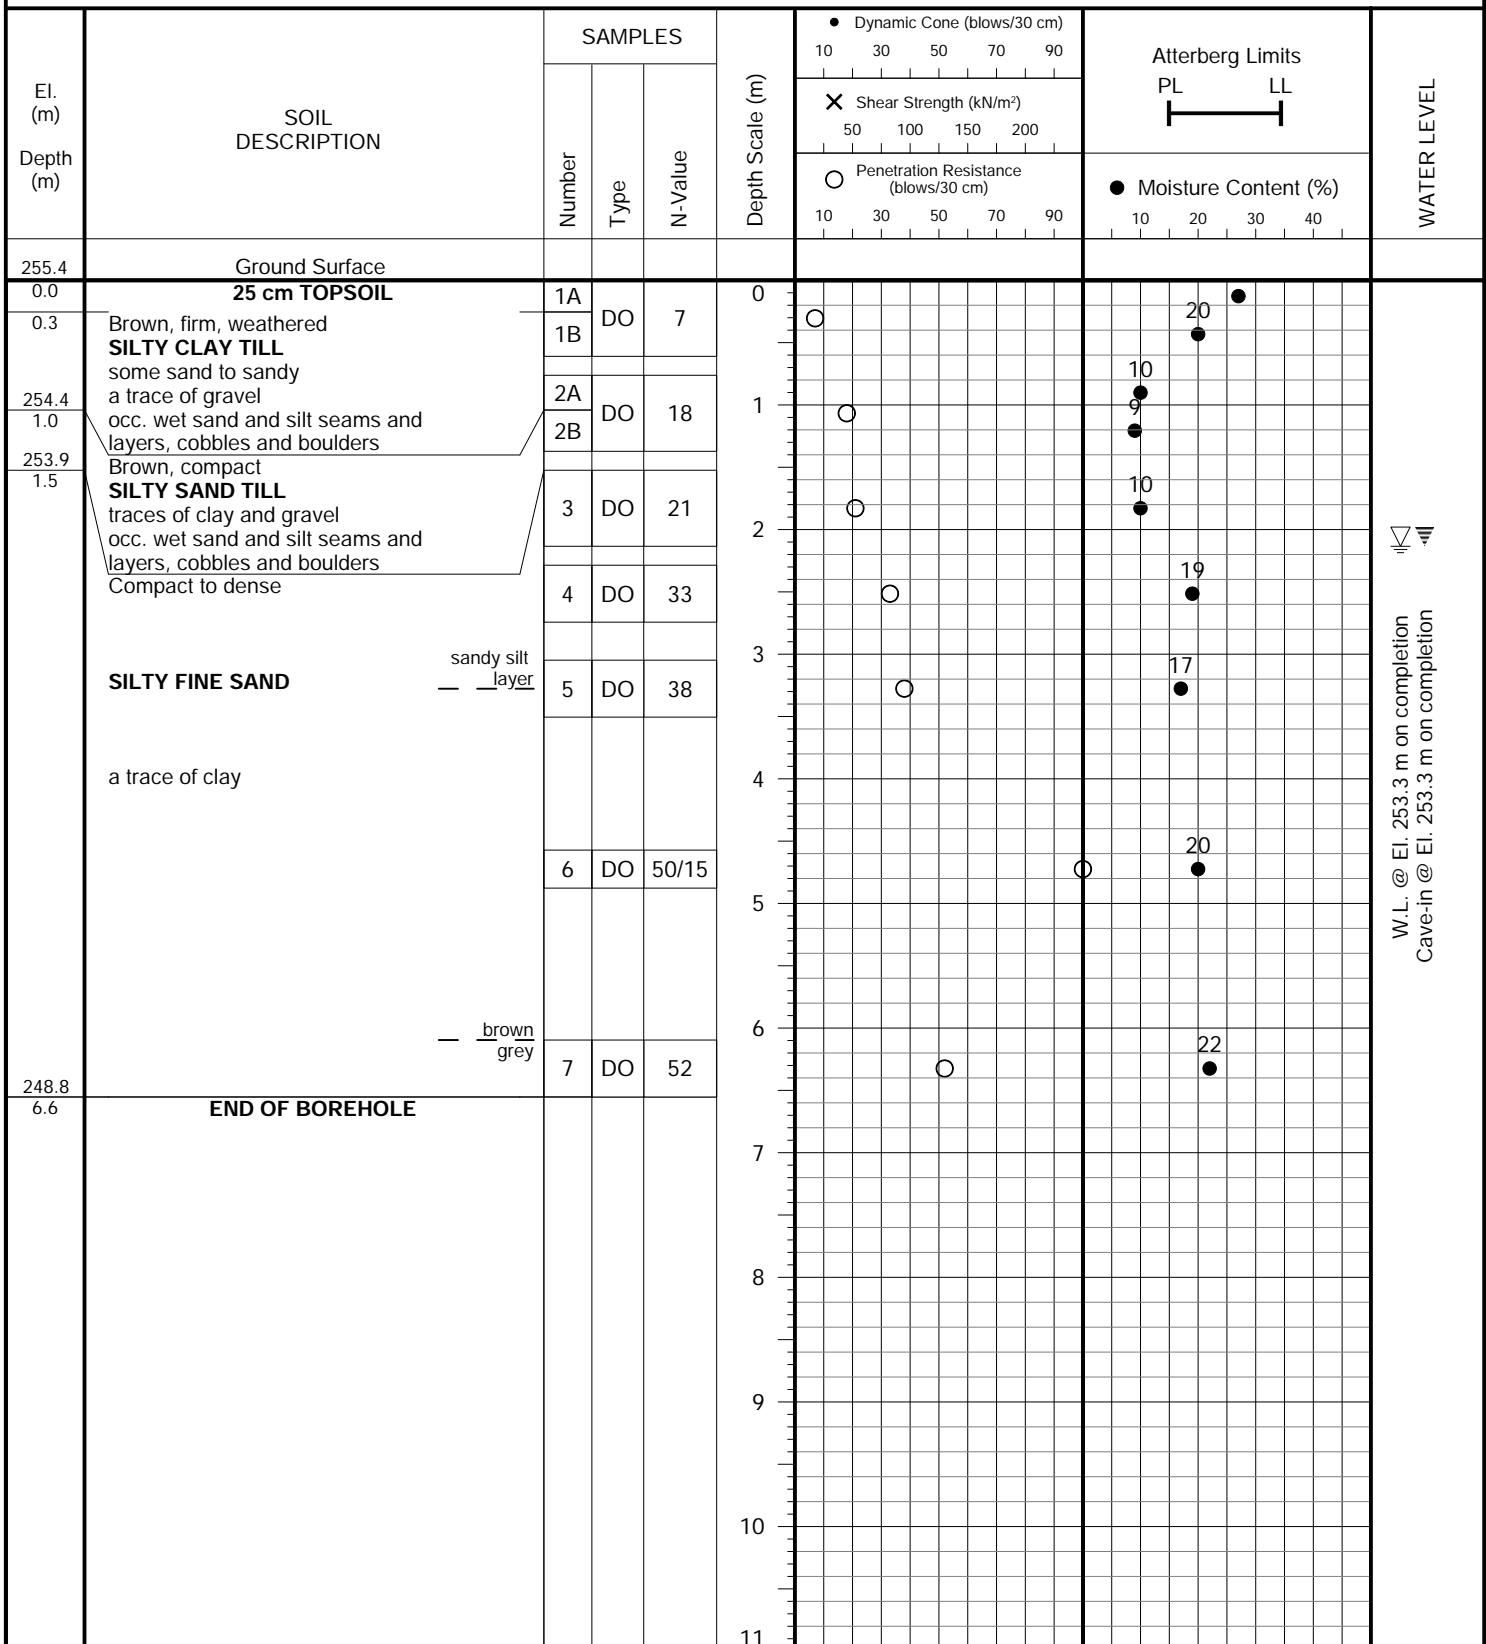 SAMPLES
El.
(m)
Depth
(m)
SOIL
DESCRIPTION
Number
Type
N-Value
Depth Scale (m)
Dynamic Cone (blows/30 cm)
10 30 50 70 90
Shear Strength (kN/m²)
50 100 150 200
Penetration Resistance
(blows/30 cm)
10 30 50 70 90
Atterberg Limits
PL LL
Moisture Content (%)
10 20 30 40
WATER LEVEL
255.4
Ground Surface
0.0
25 cm TOPSOIL
0.3
Brown, firm, weathered
SILTY CLAY TILL
some sand to sandy
a trace of gravel
occ. wet sand and silt seams and
layers, cobbles and boulders
254.4
1.0
253.9
1.5
Brown, compact
SILTY SAND TILL
traces of clay and gravel
occ. wet sand and silt seams and
layers, cobbles and boulders
Compact to dense
sandy silt
layer
SILTY FINE SAND
a trace of clay
brown
grey
248.8
6.6
END OF BOREHOLE
1A
1B
DO 7
2A
2B
DO 18
3 DO 21
4 DO 33
5 DO 38
6 DO 50/15
7 DO 52
0
1
2
3
4
5
6
7
8
9
10
11
20
10
9
10
19
17
20
22
W.L. @ El. 253.3 m on completion
Cave-in @ El. 253.3 m on completion